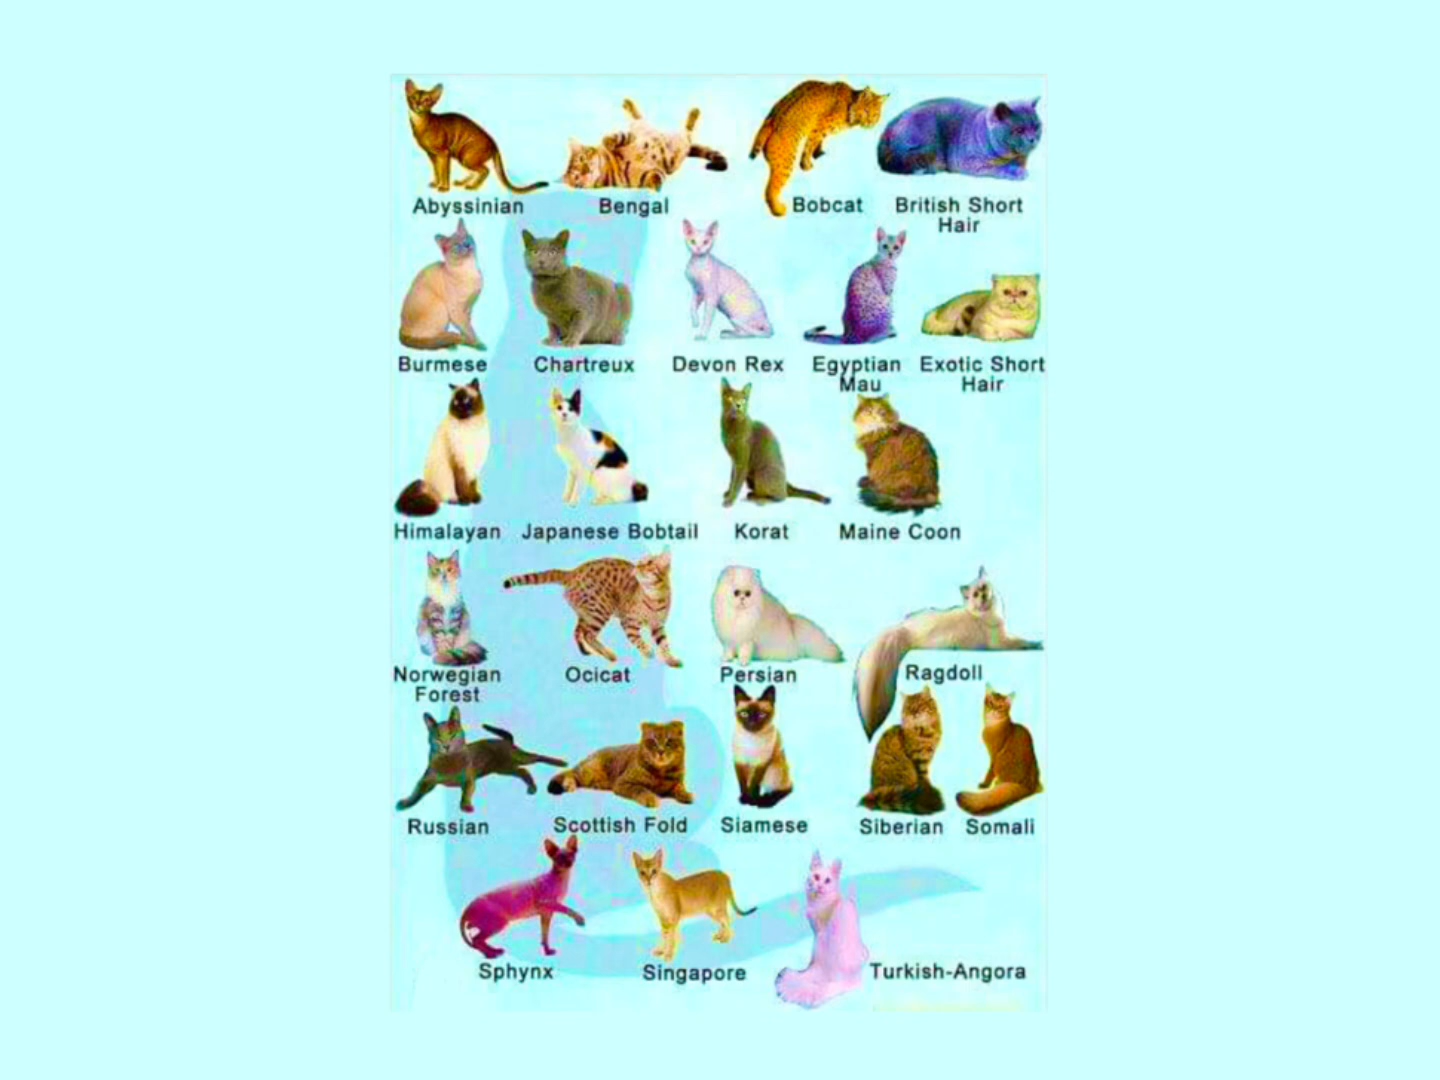 Abyssinian Bengal Bobcat British Short
Hair
Burmese Chartreux Devon Rex Egyptian Exotic Short
Mau Hair
Himalayan Japanese Bobtail Korat Maine Coon
Norwegian Ocicat Persian Ragdoll
Forest
Russian Scottish Fold Siamese Siberian Somali
Sphynx Singapore Turkish-Angora